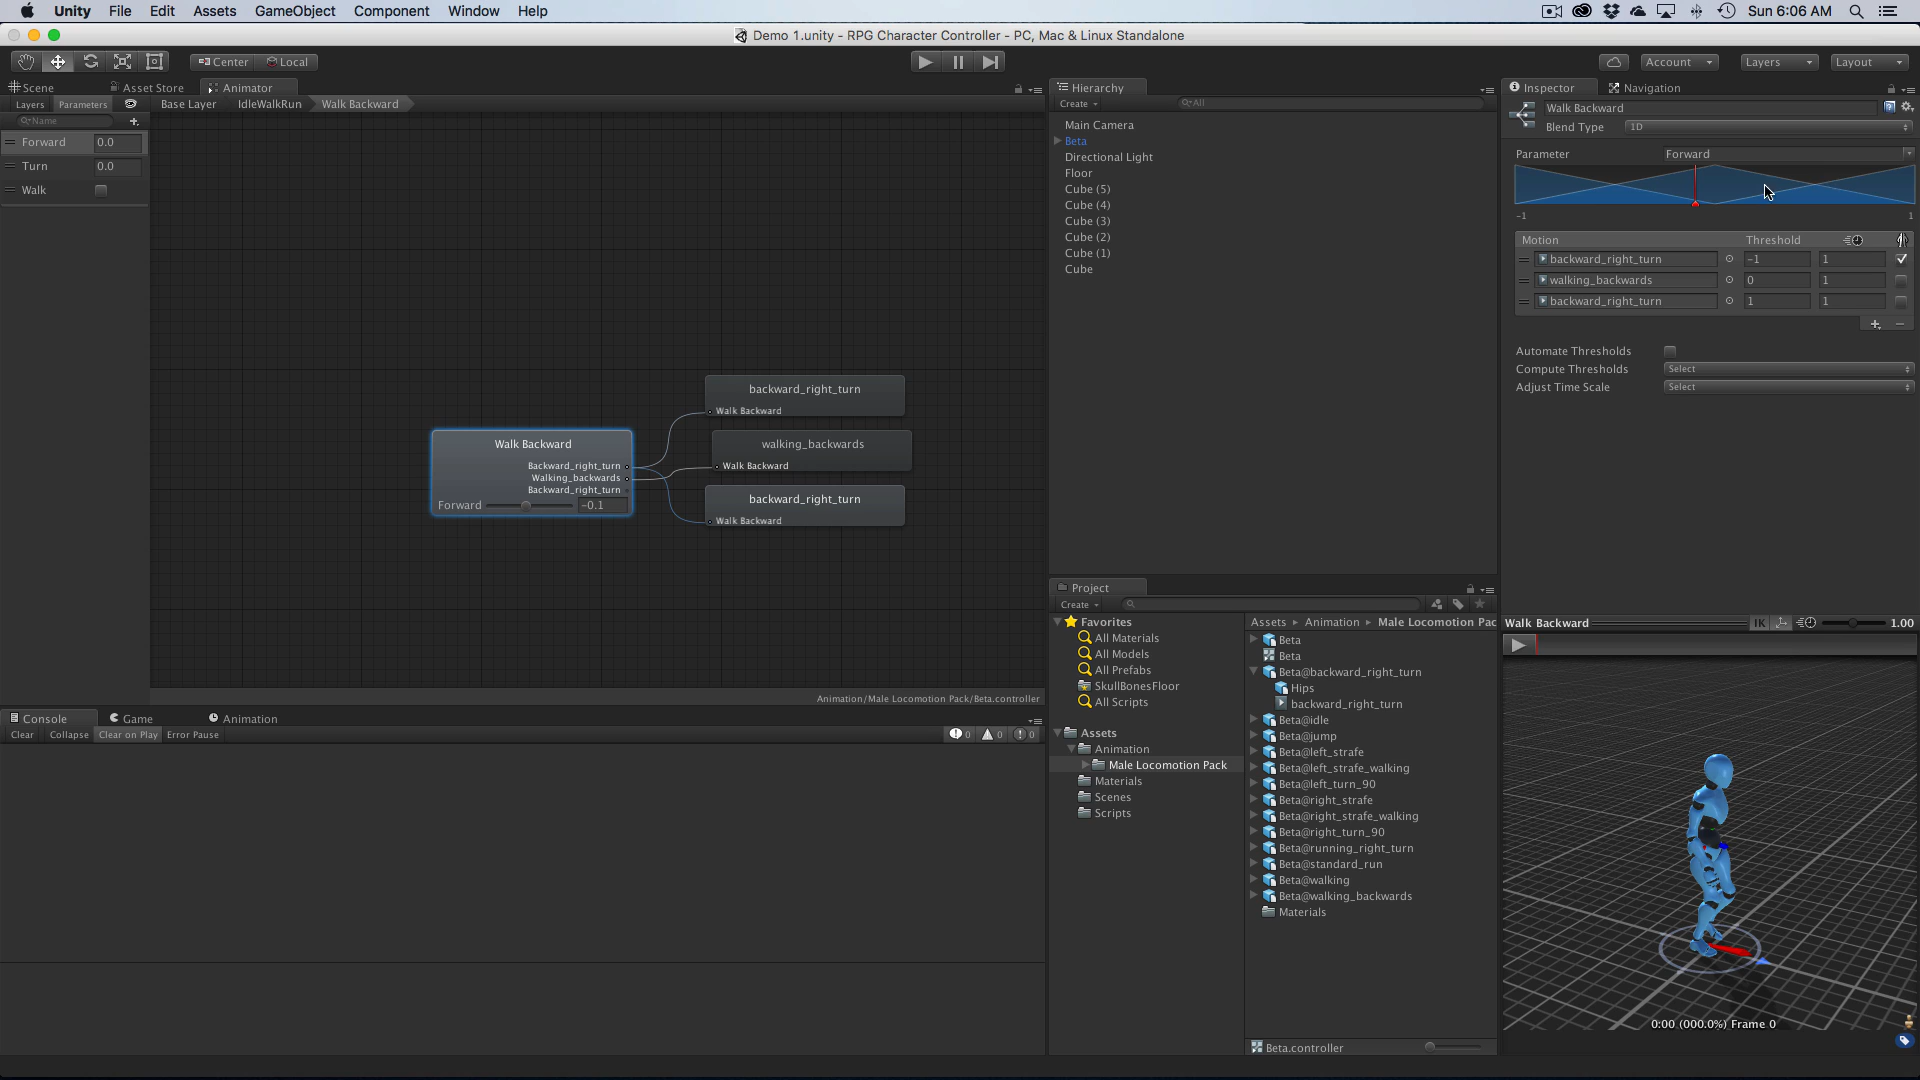 Unity File Edit Assets GameObject Component Window Help Sun 6:06 AM
Demo 1.unity - RPG Character Controller - PC, Mac & Linux Standalone
Center Local Account Layers Layout
Scene Asset Store Animator
Layers Parameters Base Layer IdleWalkRun Walk Backward
Name
Forward 0.0
Turn 0.0
Walk
backward_right_turn
Walk Backward
walking_backwards
Walk Backward
backward_right_turn
Walk Backward
Walk Backward
Backward_right_turn
Walking_backwards
Backward_right_turn
Forward -0.1
Animation/Male Locomotion Pack/Beta.controller
Console Game Animation
Clear Collapse Clear on Play Error Pause 0 0 0
Hierarchy
Create All
Main Camera
Beta
Directional Light
Floor
Cube (5)
Cube (4)
Cube (3)
Cube (2)
Cube (1)
Cube
Project
Create
Favorites
All Materials
All Models
All Prefabs
SkullBonesFloor
All Scripts
Assets
Animation
Male Locomotion Pack
Materials
Scenes
Scripts
Assets Animation Male Locomotion Pac
Beta
Beta
Beta@backward_right_turn
Hips
backward_right_turn
Beta@idle
Beta@jump
Beta@left_strafe
Beta@left_strafe_walking
Beta@left_turn_90
Beta@right_strafe
Beta@right_strafe_walking
Beta@right_turn_90
Beta@running_right_turn
Beta@standard_run
Beta@walking
Beta@walking_backwards
Materials
Beta.controller
Inspector Navigation
Walk Backward
Blend Type 1D
Parameter Forward
-1 1
Motion Threshold
backward_right_turn -1 1
walking_backwards 0 1
backward_right_turn 1 1
Automate Thresholds
Compute Thresholds Select
Adjust Time Scale Select
Walk Backward IK 1.00
0:00 (000.0%) Frame 0